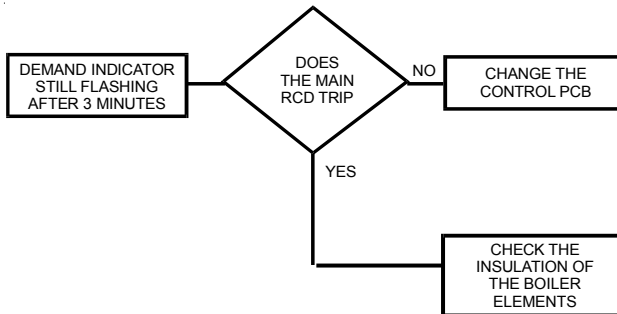 DEMAND INDICATOR
STILL FLASHING
AFTER 3 MINUTES
DOES
THE MAIN
RCD TRIP
NO
CHANGE THE
CONTROL PCB
YES
CHECK THE
INSULATION OF
THE BOILER
ELEMENTS